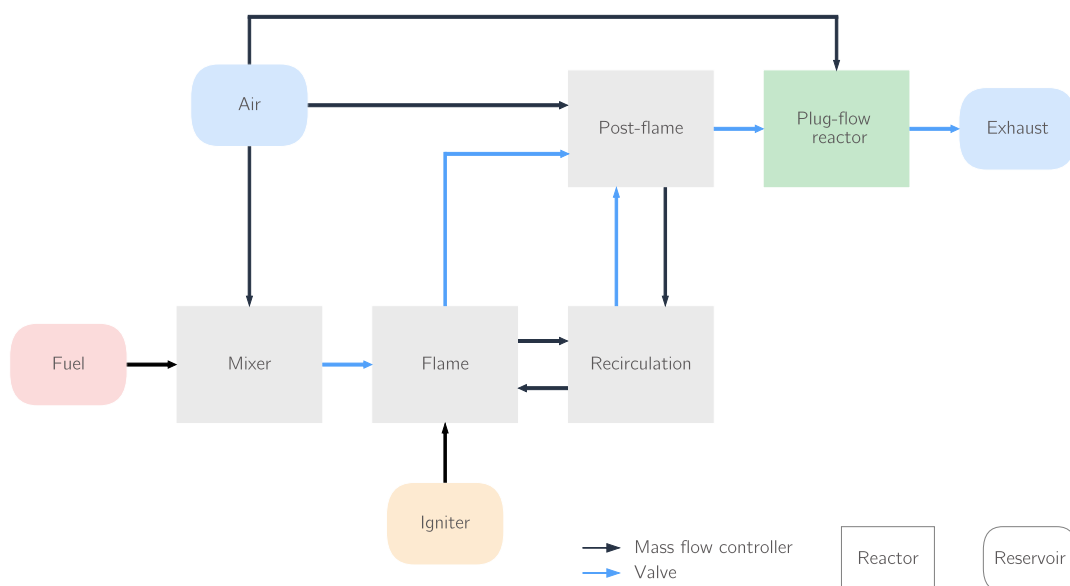 Air
Post-flame
Plug-flow
reactor
Exhaust
Fuel
Mixer
Flame
Recirculation
Igniter
Mass flow controller
Valve
Reactor
Reservoir